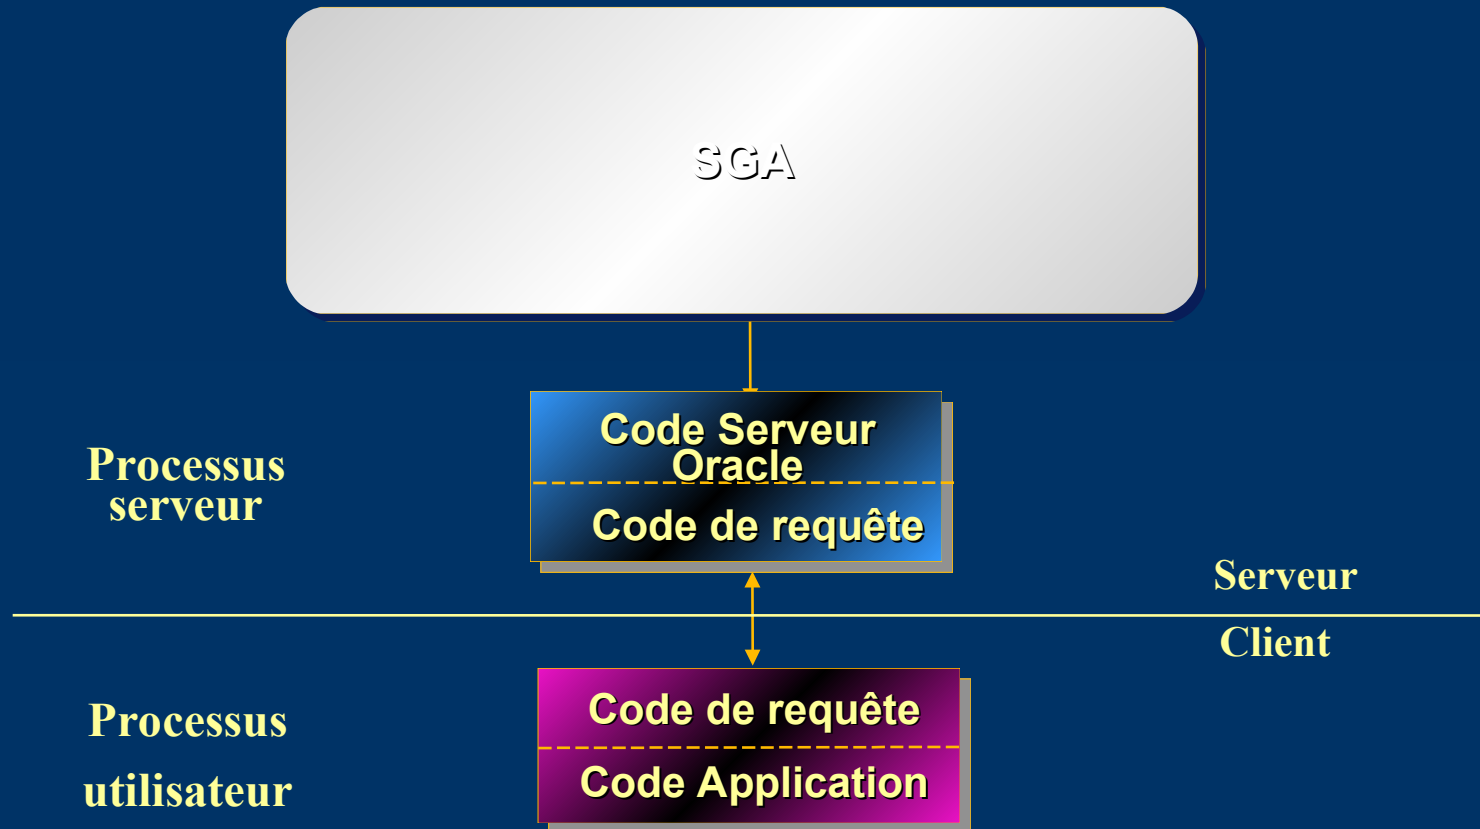 SGA
Code Serveur
Oracle
Processus
serveur
Code de requête
Serveur
Client
Code de requête
Processus
Code Application
utilisateur